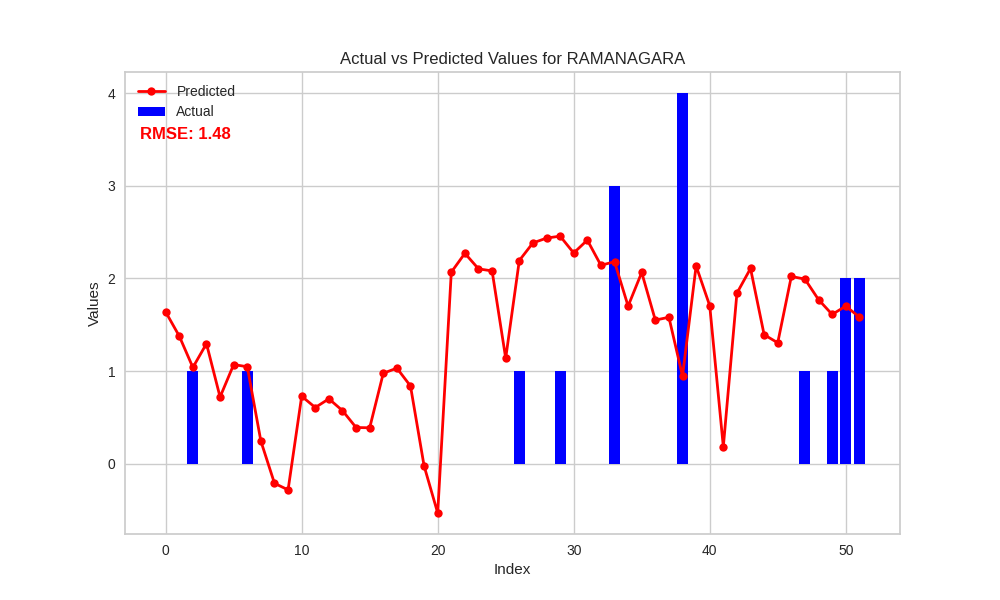 Actual vs Predicted Values for RAMANAGARA
Predicted
Actual
RMSE: 1.48
Values
4
3
2
1
0
0 10 20 30 40 50
Index